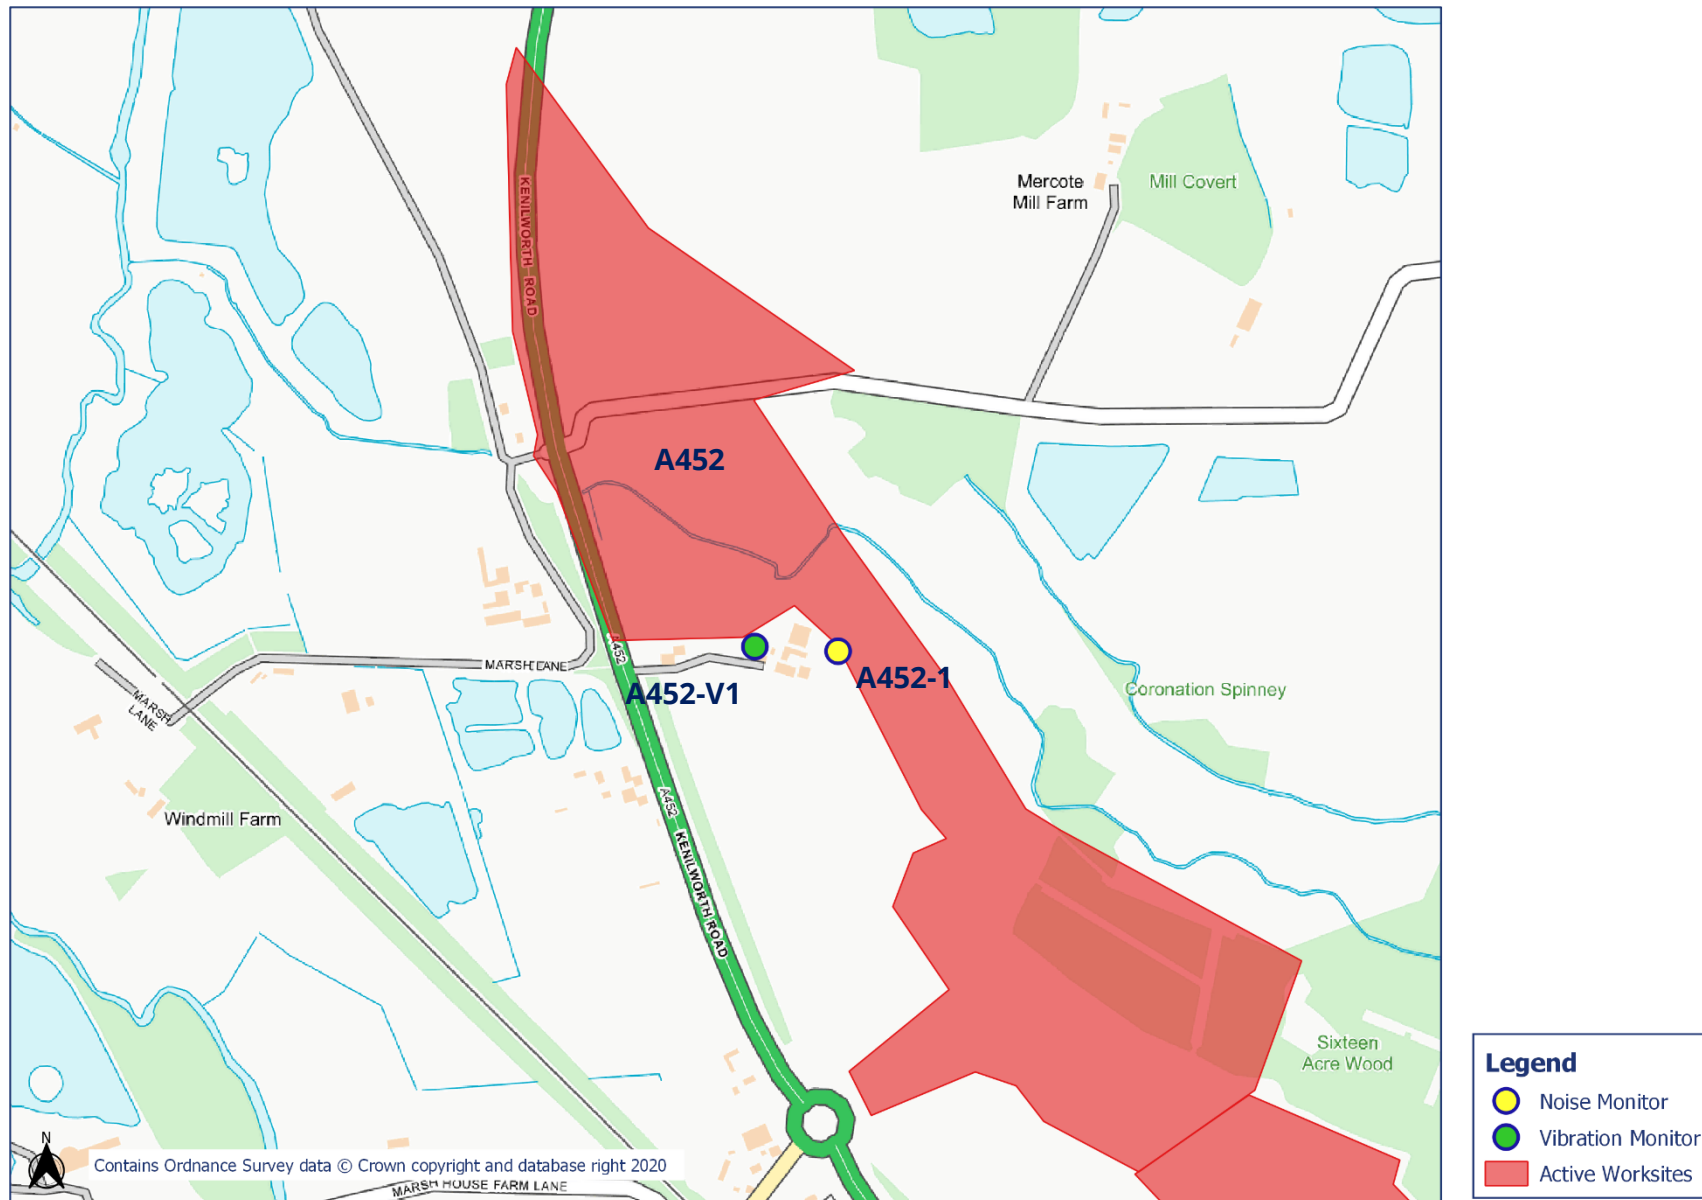 KENILWORTH ROAD
Mercote
Mill Farm
Mill Covert
A452
A452
MARSH LANE
A452-V1
A452-1
Coronation Spinney
MARSH
LANE
Windmill Farm
A452
KENILWORTH ROAD
Sixteen
Acre Wood
N
Contains Ordnance Survey data © Crown copyright and database right 2020
MARSH HOUSE FARM LANE
Legend
Noise Monitor
Vibration Monitor
Active Worksites